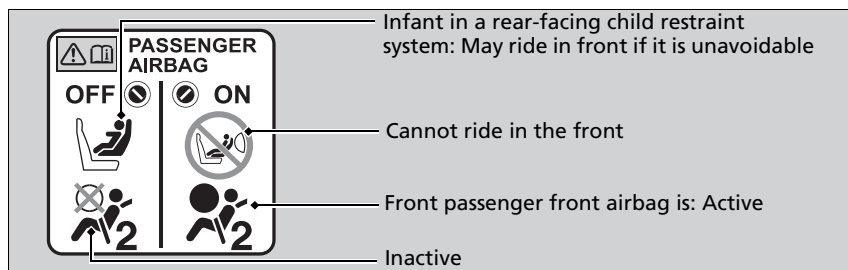 Infant in a rear-facing child restraint
system: May ride in front if it is unavoidable
PASSENGER
AIRBAG
OFF ON
Cannot ride in the front
Front passenger front airbag is: Active
2 2
Inactive